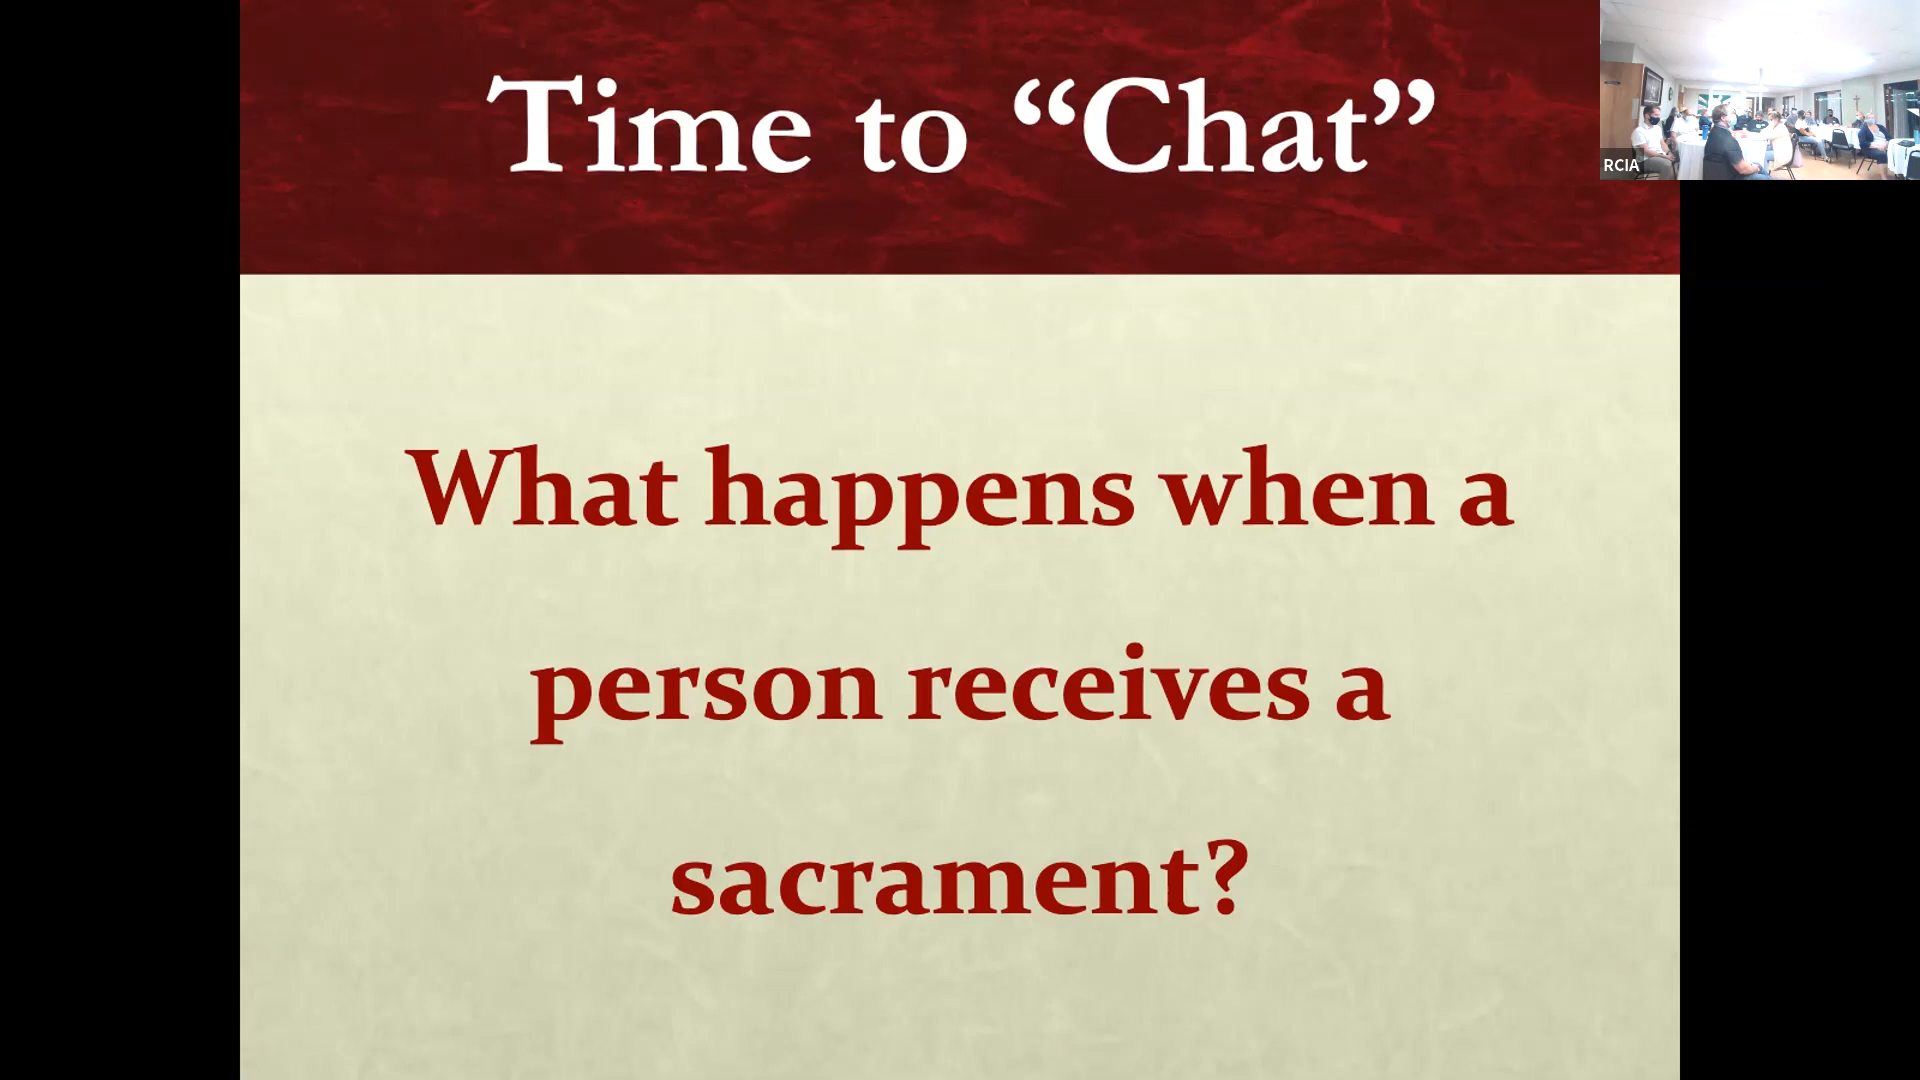 Time to “Chat”
RCIA
What happens when a
person receives a
sacrament?